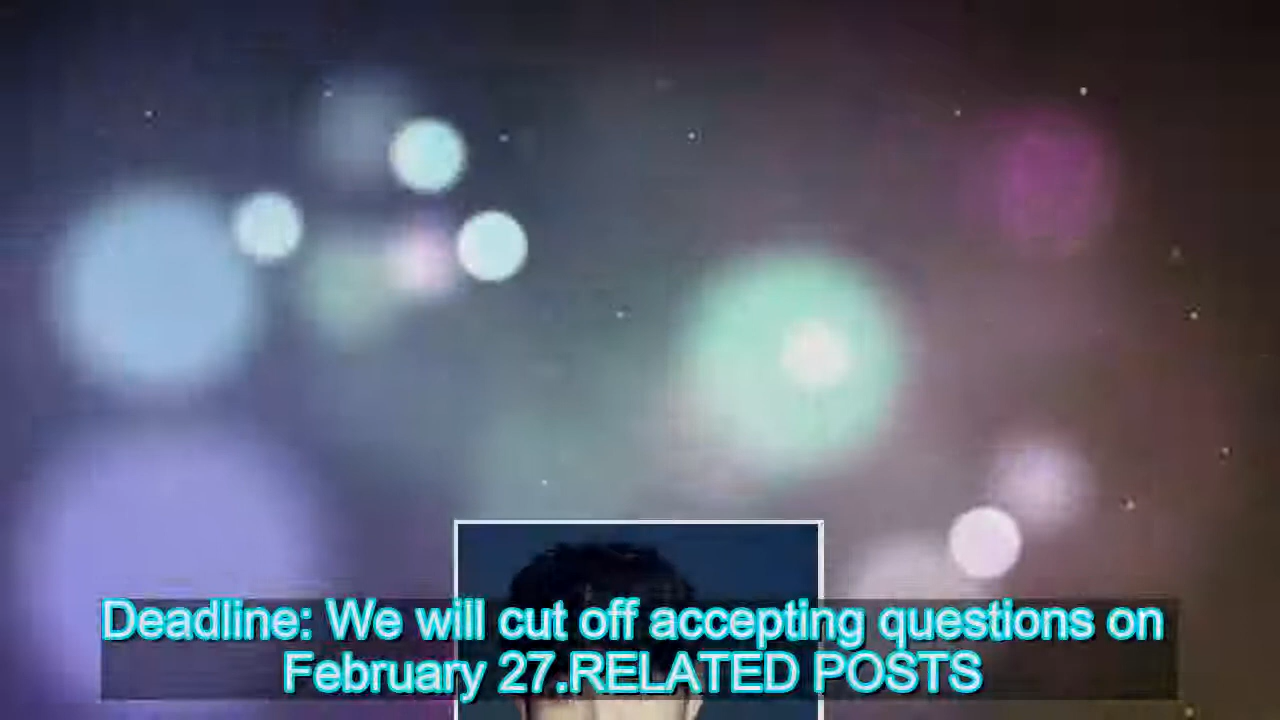 Deadline: We will cut off accepting questions on
February 27.RELATED POSTS